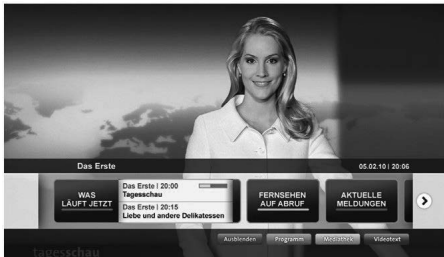 Das Erste
05.02.10 | 20:06
WAS
LÄUFT JETZT
Das Erste | 20:00
Tagesschau
Das Erste | 20:15
Liebe und andere Delikatessen
FERNSEHEN
AUF ABRUF
AKTUELLE
MELDUNGEN
Ausblenden
Programm
Mediathek
Videotext
tagesschau